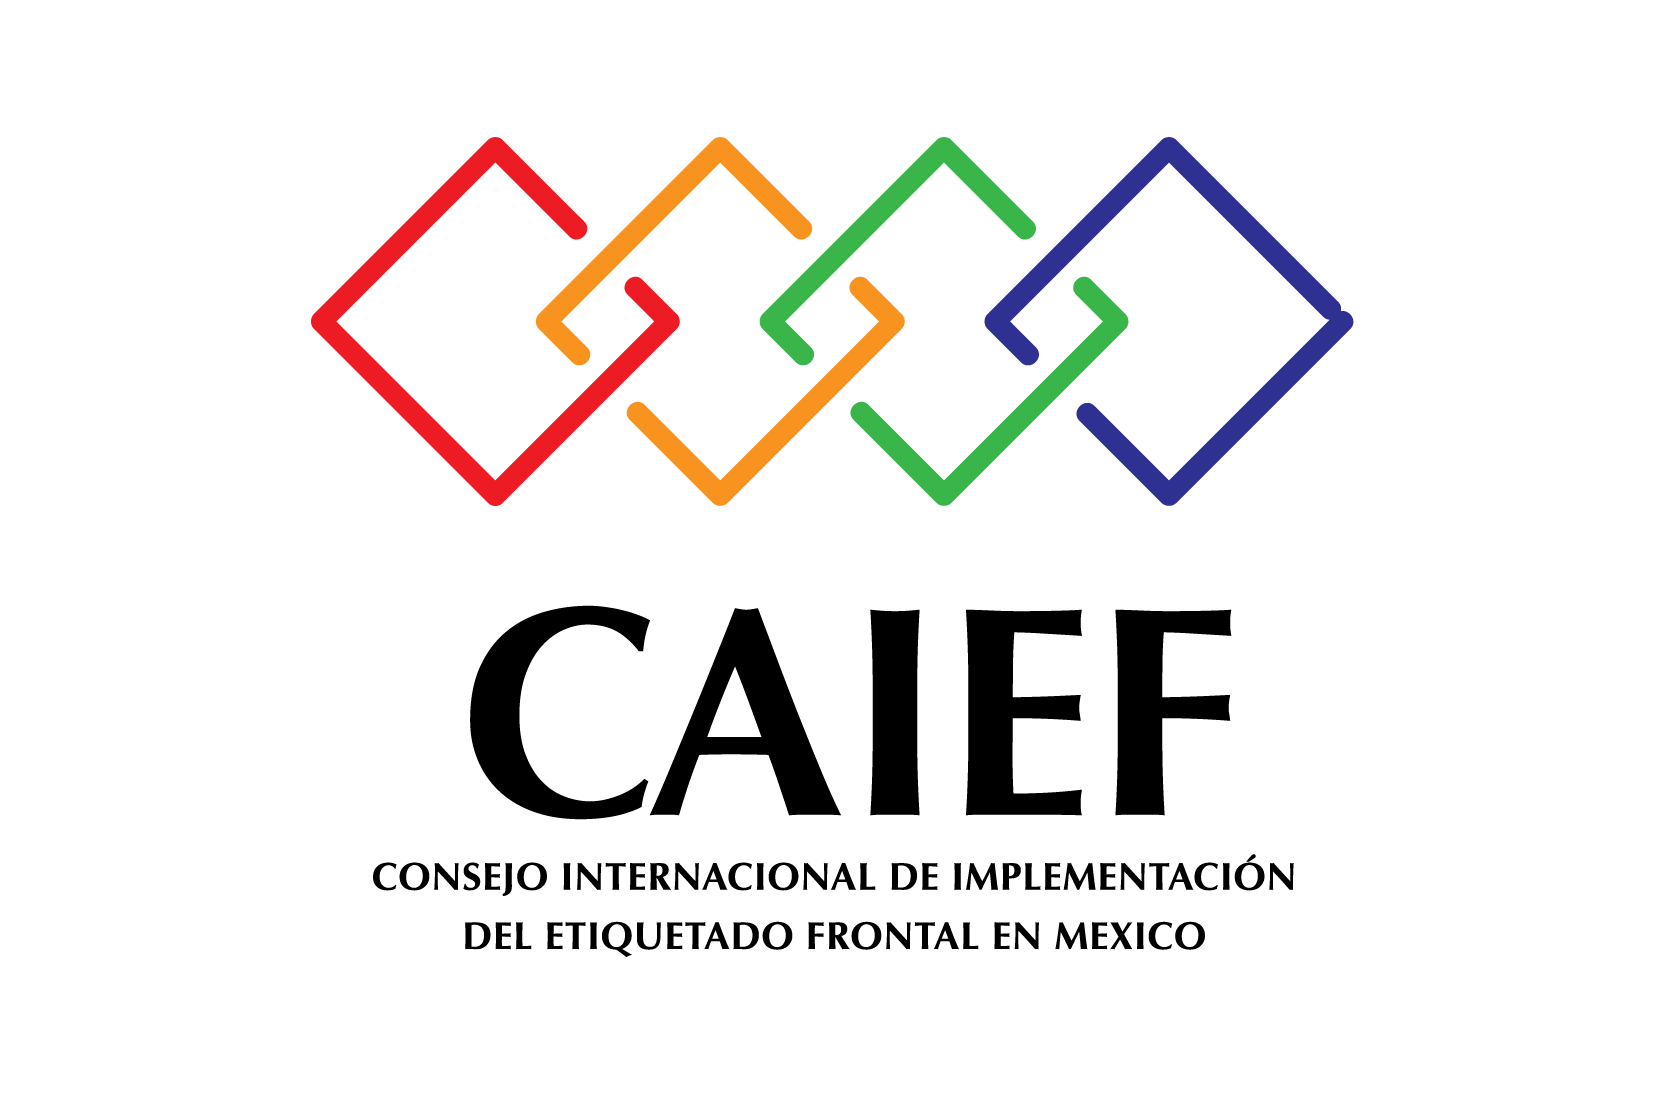 CAIEF
CONSEJO INTERNACIONAL DE IMPLEMENTACIÓN
DEL ETIQUETADO FRONTAL EN MEXICO